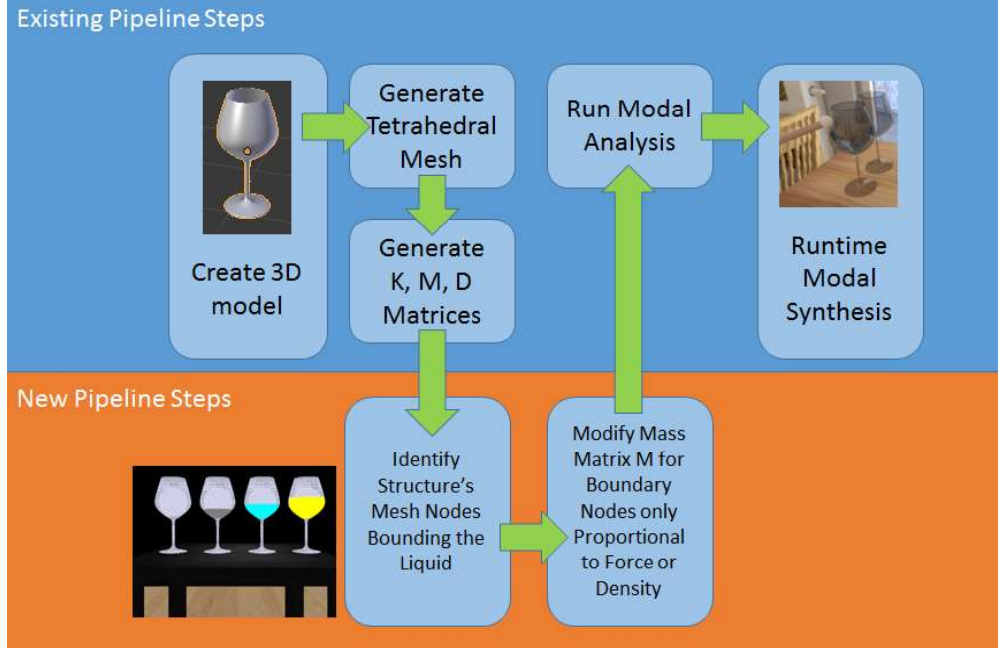 Existing Pipeline Steps
Create 3D
model
Generate
Tetrahedral
Mesh
Generate
K, M, D
Matrices
Run Modal
Analysis
Runtime
Modal
Synthesis
New Pipeline Steps
Identify
Structure's
Mesh Nodes
Bounding the
Liquid
Modify Mass
Matrix M for
Boundary
Nodes only
Proportional
to Force or
Density